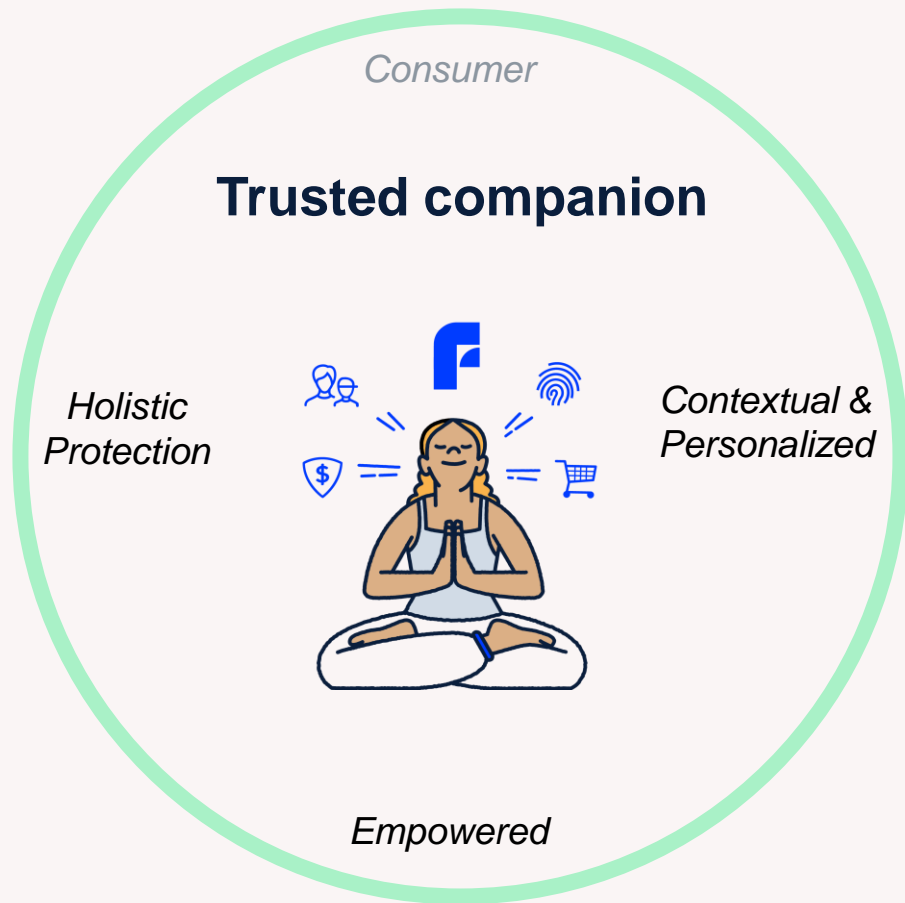 Consumer
Trusted companion
Holistic
Protection
Contextual &
Personalized
$
Empowered